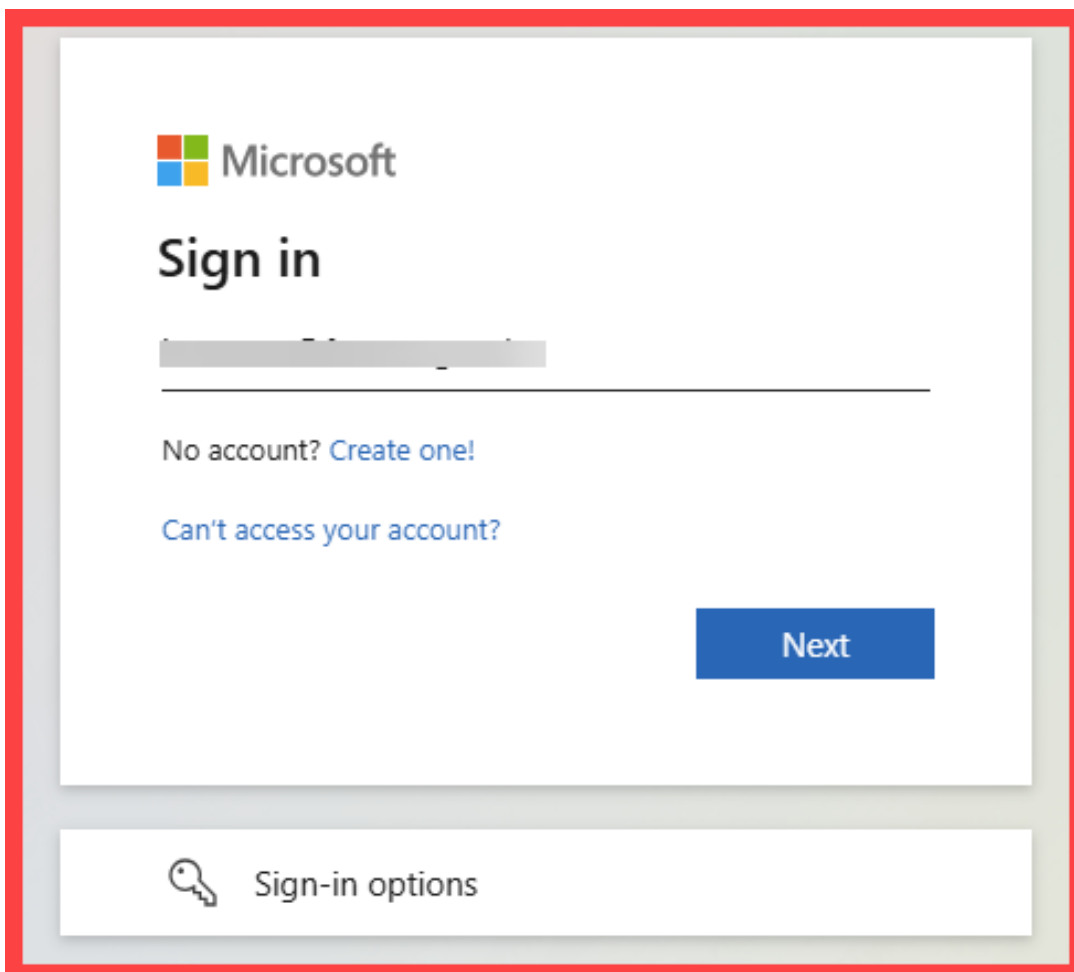 Microsoft
Sign in
No account? Create one!
Can't access your account?
Next
Sign-in options